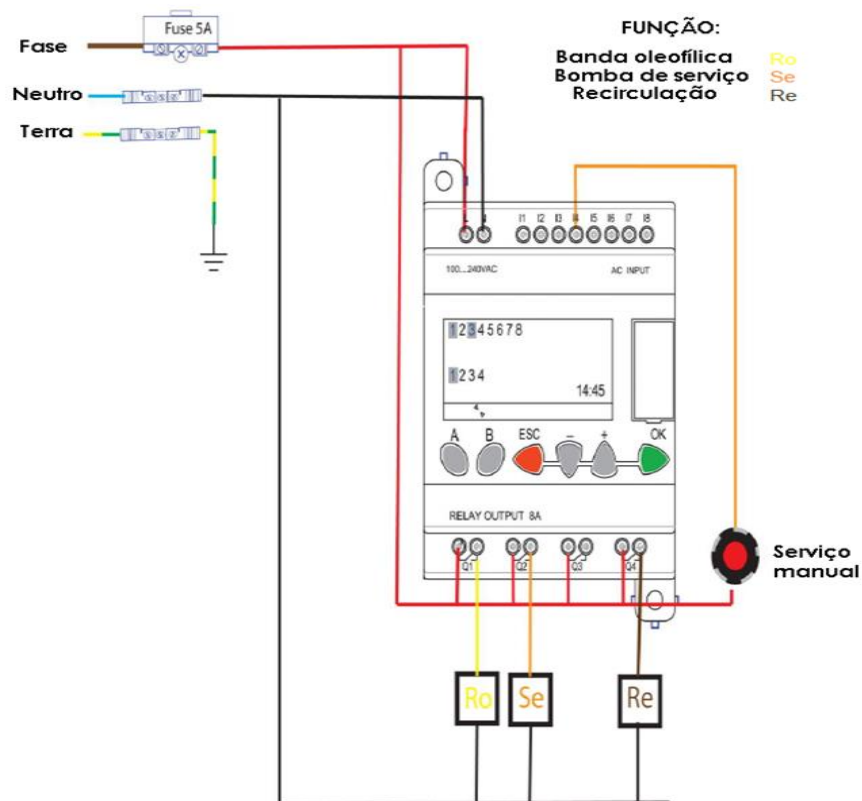 Fuse 5A
Fase
Neutro
Terra
FUNÇÃO:
Banda oleofílica Ro
Bomba de serviço Se
Recirculação Re
L N I1 I2 I3 I4 I5 I6 I7 I8
100...240VAC AC INPUT
12345678
1234
14:45
A B ESC – + OK
RELAY OUTPUT 8A
Q1 Q2 Q3 Q4
Serviço
manual
Ro Se Re